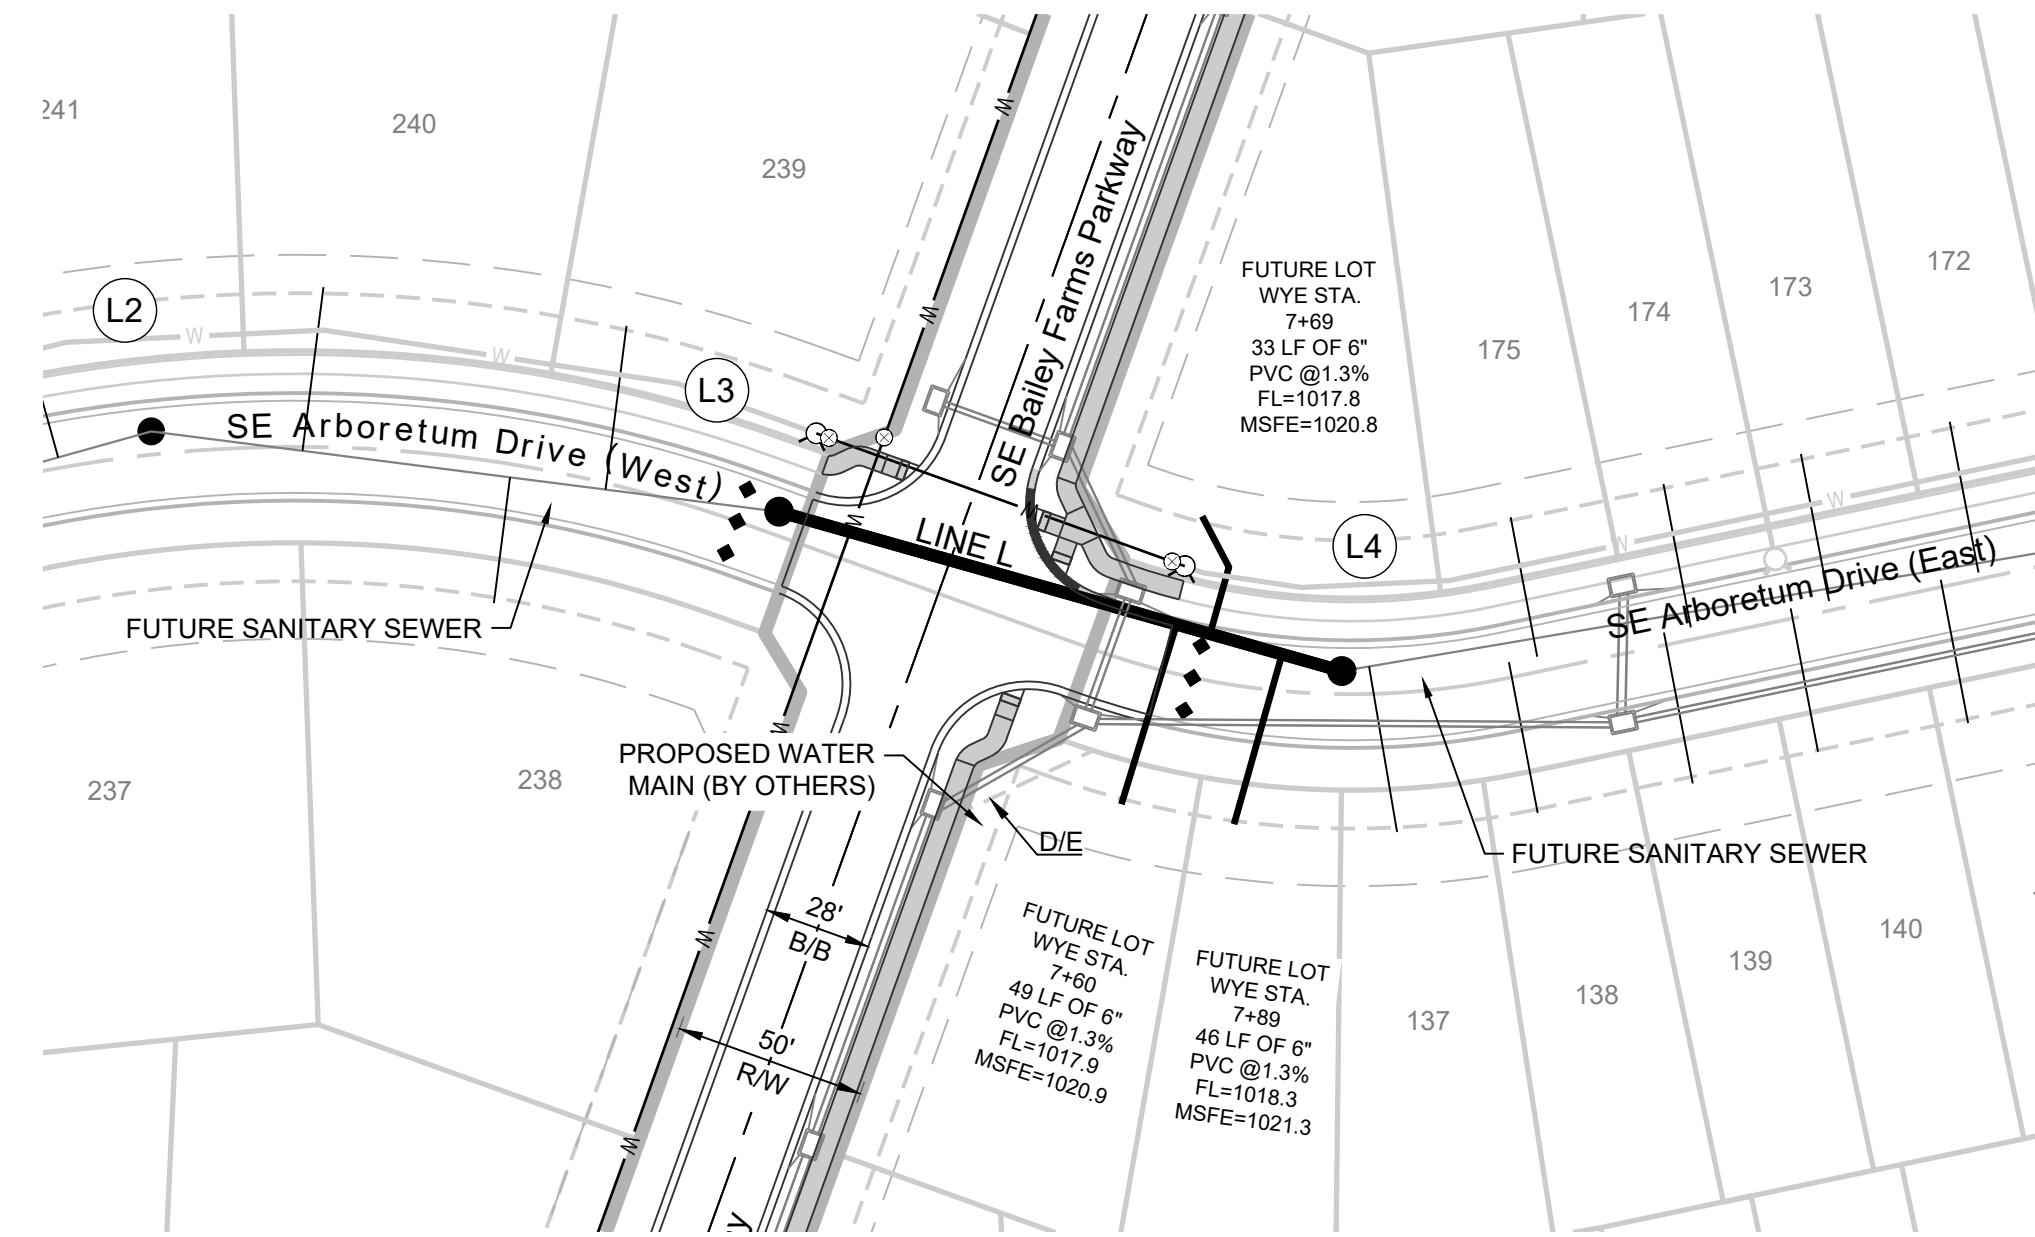 241
240
239
SE Bailey Farms Parkway
FUTURE LOT
WYE STA.
7+69
33 LF OF 6"
PVC @1.3%
FL=1017.8
MSFE=1020.8
175
174
173
172
L2
W
W
W
W
L3
SE Arboretum Drive (West)
LINE L
W
W
L4
W
W
SE Arboretum Drive (East)
FUTURE SANITARY SEWER
237
238
W
PROPOSED WATER
MAIN (BY OTHERS)
D/E
FUTURE SANITARY SEWER
28'
B/B
W
50'
R/W
W
FUTURE LOT
WYE STA.
7+60
49 LF OF 6"
PVC @1.3%
FL=1017.9
MSFE=1020.9
FUTURE LOT
WYE STA.
7+89
46 LF OF 6"
PVC @1.3%
FL=1018.3
MSFE=1021.3
137
138
139
140